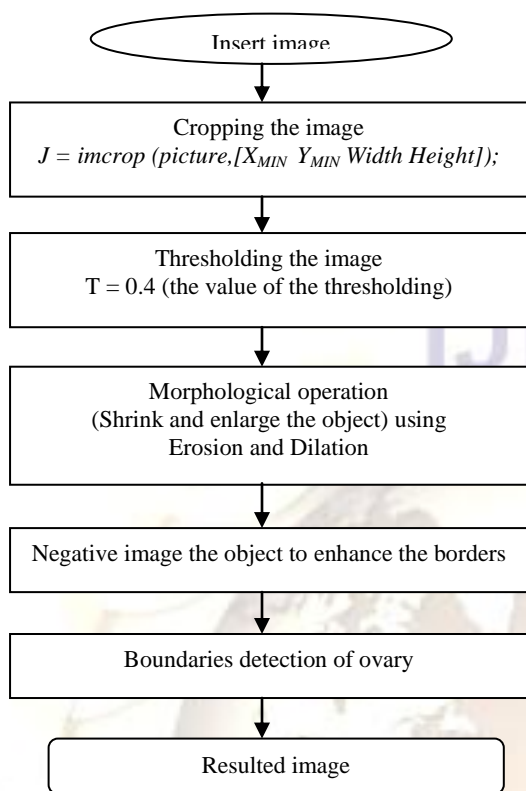 Insert image
Cropping the image
J = imcrop (picture,[XMIN YMIN Width Height]);
Thresholding the image
T = 0.4 (the value of the thresholding)
Morphological operation
(Shrink and enlarge the object) using
Erosion and Dilation
Negative image the object to enhance the borders
Boundaries detection of ovary
Resulted image